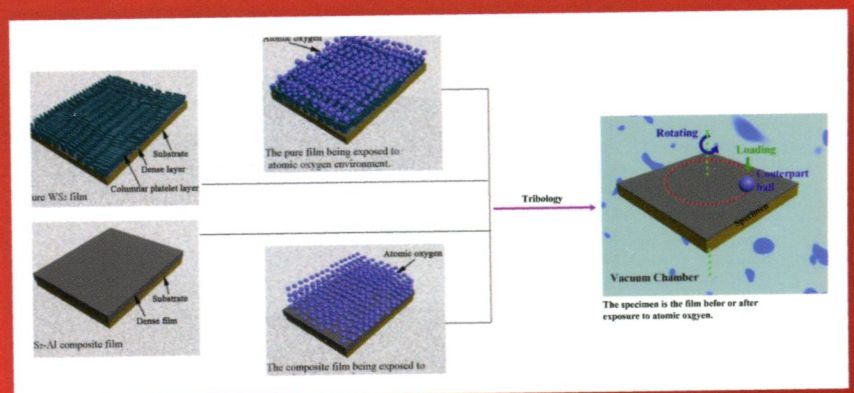 Atomic oxygen
Substrate
Dense layer
Columnar platelet layer
ure WS₂ film
The pure film being exposed to
atomic oxygen environment.
Substrate
Dense film
S₂-Al composite film
Atomic oxygen
The composite film being exposed to
Tribology
Rotating
Loading
Couterpart
ball
Specimen
Vacuum Chamber
The specimen is the film befor or after
exposure to atomic oxgyen.